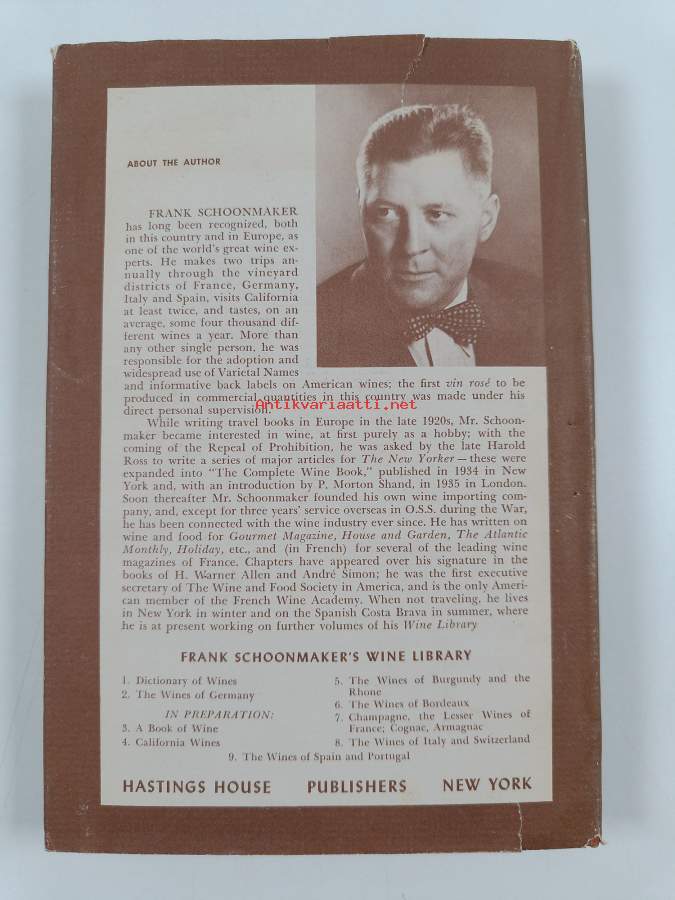 ABOUT THE AUTHOR
FRANK SCHOONMAKER
has long been recognized, both
in this country and in Europe, as
one of the world's great wine ex-
perts. He makes two trips an-
nually through the vineyard
districts of France, Germany,
Italy and Spain, visits California
at least twice, and tastes, on an
average, some four thousand dif-
ferent wines a year. More than
any other single person, he was
responsible for the adoption and
widespread use of Varietal Names
and informative back labels on American wines; the first vin rosé to be
produced in commercial quantities in this country was made under his
direct personal supervision.
Antikvariaatti.net
While writing travel books in Europe in the late 1920s, Mr. Schoon-
maker became interested in wine, at first purely as a hobby; with the
coming of the Repeal of Prohibition, he was asked by the late Harold
Ross to write a series of major articles for The New Yorker — these were
expanded into "The Complete Wine Book," published in 1934 in New
York and, with an introduction by P. Morton Shand, in 1935 in London.
Soon thereafter Mr. Schoonmaker founded his own wine importing com-
pany, and, except for three years' service overseas in O.S.S. during the War,
he has been connected with the wine industry ever since. He has written
on wine and food for Gourmet Magazine, House and Garden, The Atlantic
Monthly, Holiday, etc., and (in French) for several of the leading wine
magazines of France. Chapters have appeared over his signature in the
books of H. Warner Allen and André Simon; he was the first executive
secretary of The Wine and Food Society in America, and is the only Ameri-
can member of the French Wine Academy. When not traveling, he lives
in New York in winter and on the Spanish Costa Brava in summer, where
he is at present working on further volumes of his Wine Library
FRANK SCHOONMAKER'S WINE LIBRARY
1. Dictionary of Wines
2. The Wines of Germany
IN PREPARATION:
3. A Book of Wine
4. California Wines
5. The Wines of Burgundy and the
Rhone
6. The Wines of Bordeaux
7. Champagne, the Lesser Wines of
France; Cognac, Armagnac
8. The Wines of Italy and Switzerland
9. The Wines of Spain and Portugal
HASTINGS HOUSE PUBLISHERS NEW YORK